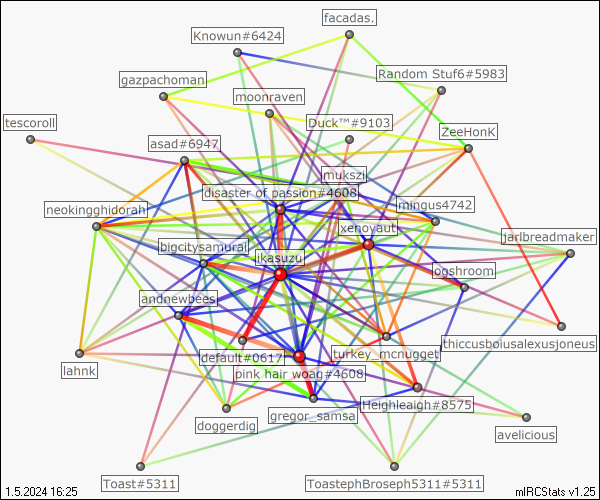 facadas.
Knowun#6424
Random Stuf6#5983
gazpachoman
moonraven
Duck™#9103
tescoroll
ZeeHonK
asad#6947
mukszi
disaster of passion#4608
neokingghidorah
mingus4742
xenoyaut
jarlbreadmaker
bigcitysamurai
ikasuzu
ooshroom
andnewbees
thiccusbousalexusjoneus
default#0617
turkey_mcnugget
lahnk
pink hair woag#4608
Heighleaigh#8575
gregor_samsa
doggerdig
avelicious
Toast#5311
ToastephBroseph5311#5311
1.5.2024 16:25
mIRCStats v1.25